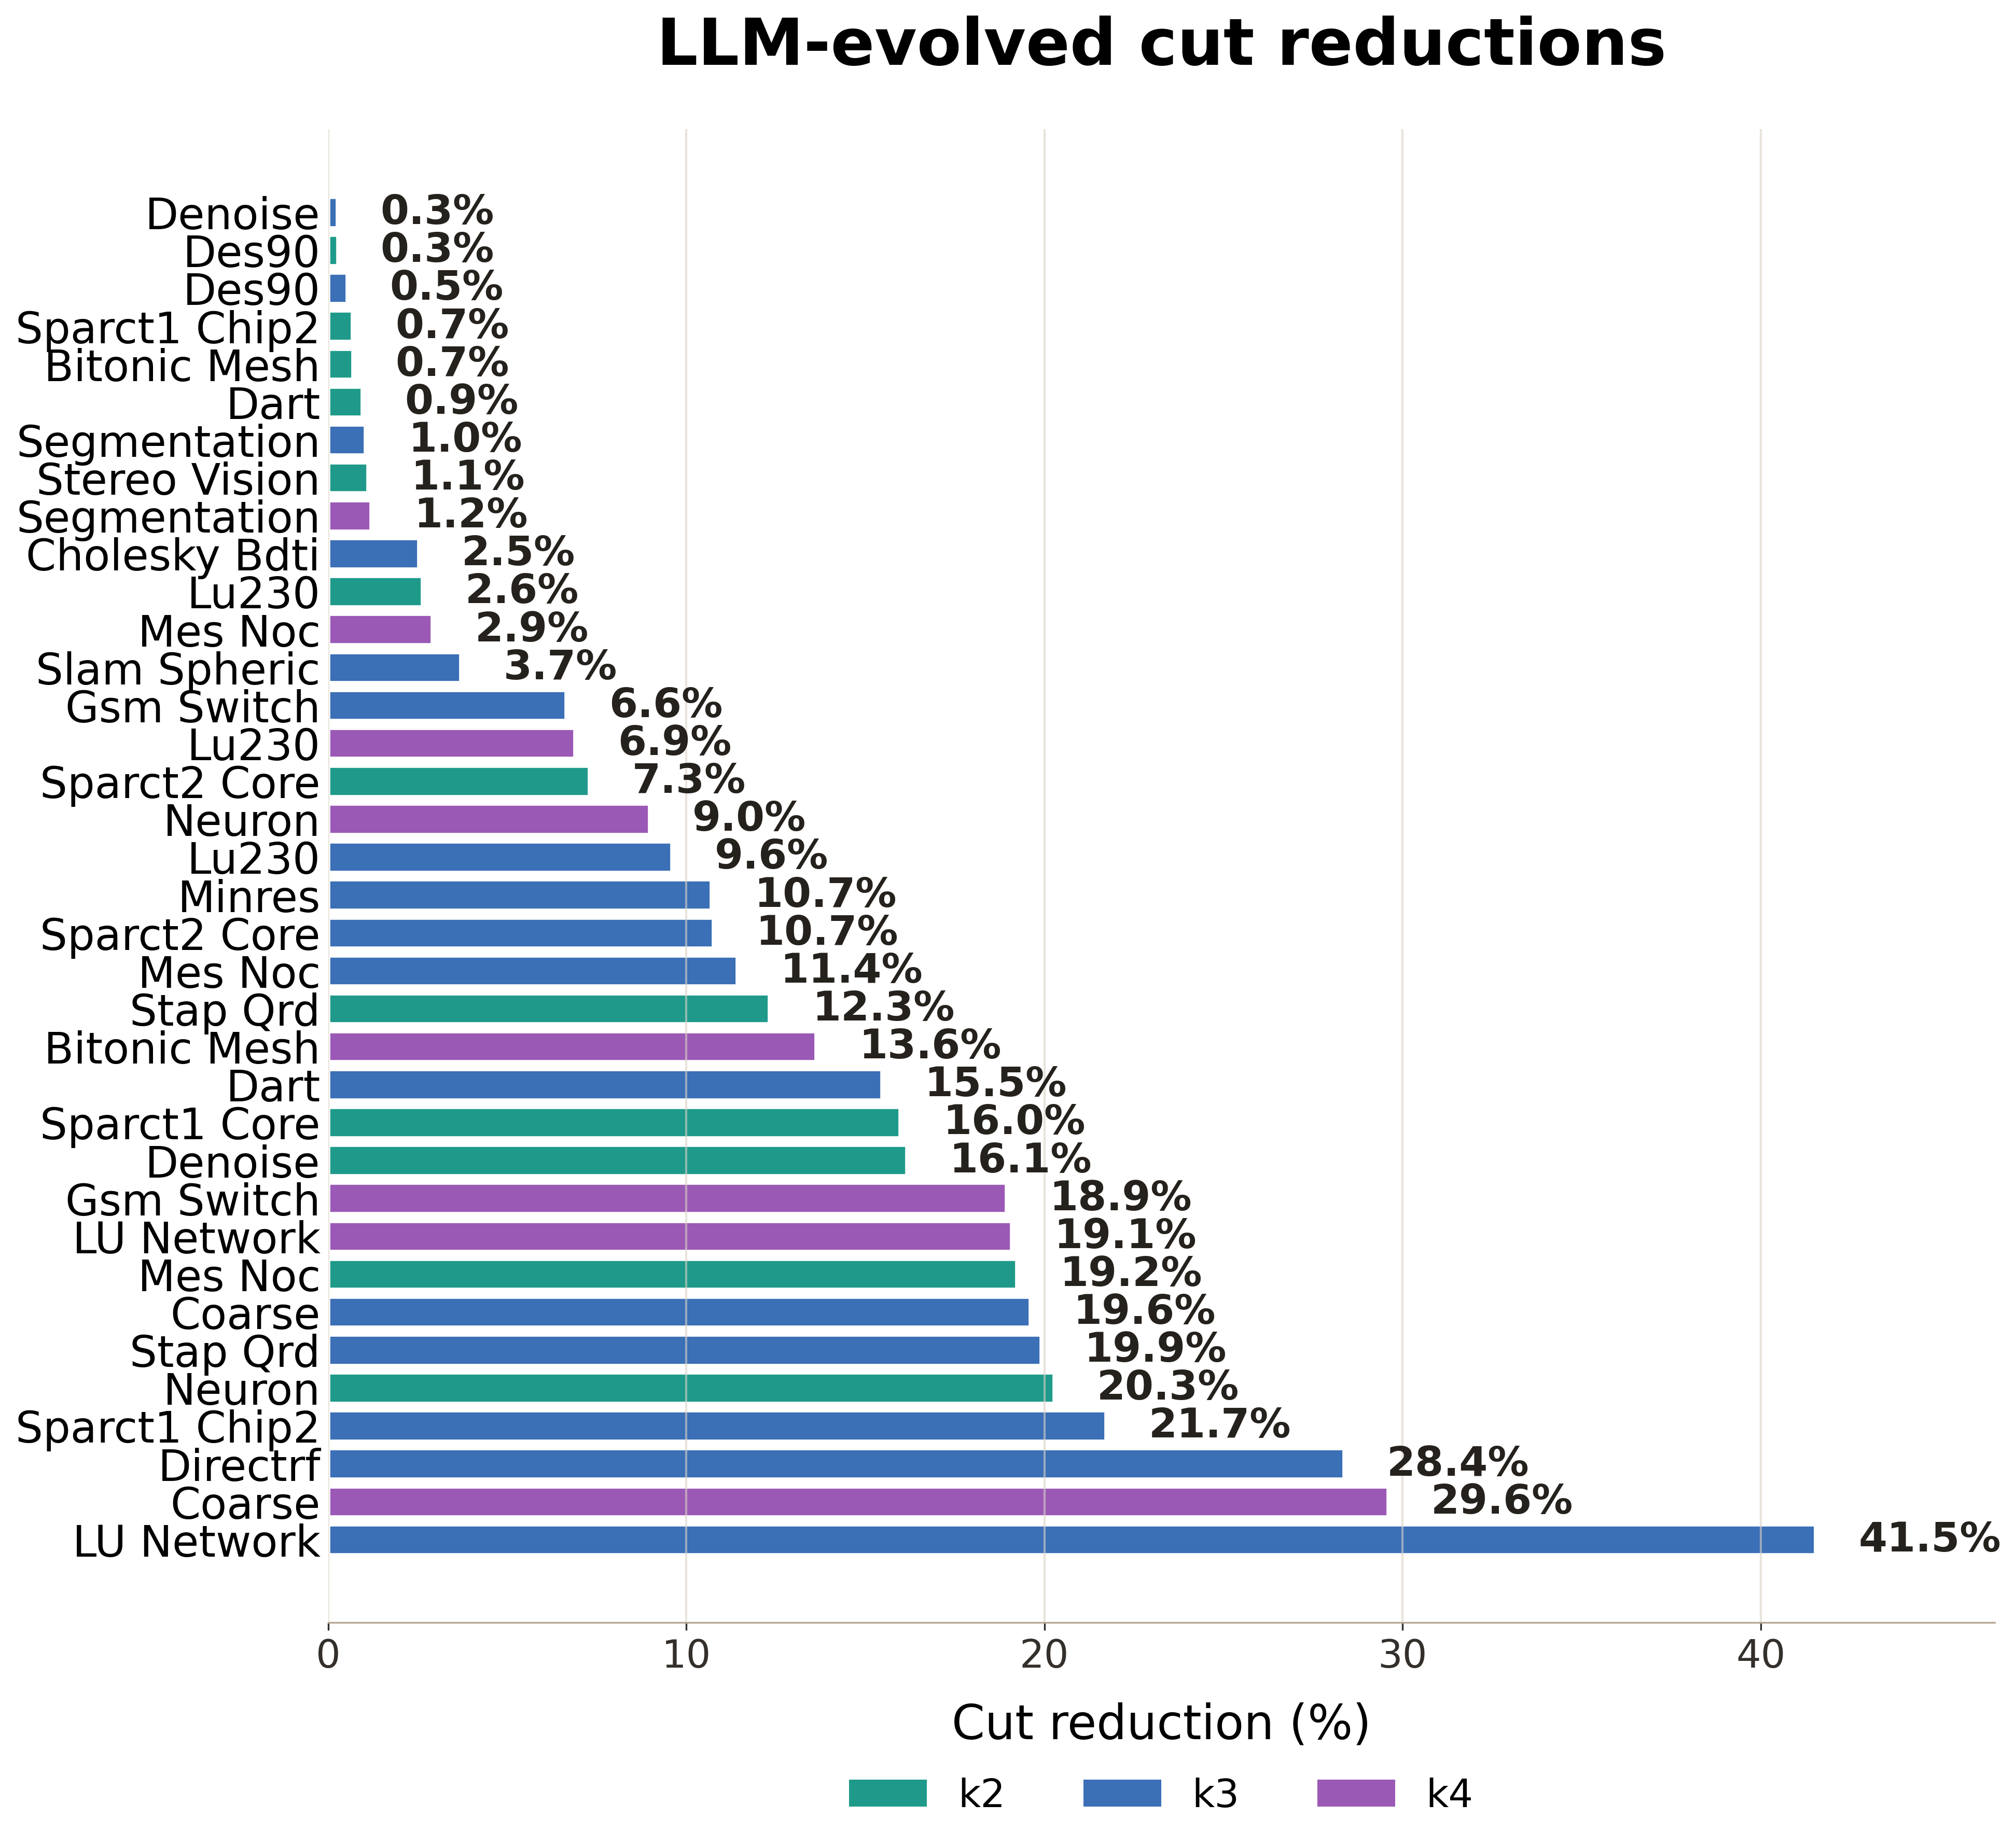 LLM-evolved cut reductions
Denoise 0.3%
Des90 0.3%
Des90 0.5%
Sparct1 Chip2 0.7%
Bitonic Mesh 0.7%
Dart 0.9%
Segmentation 1.0%
Stereo Vision 1.1%
Segmentation 1.2%
Cholesky Bdti 2.5%
Lu230 2.6%
Mes Noc 2.9%
Slam Spheric 3.7%
Gsm Switch 6.6%
Lu230 6.9%
Sparct2 Core 7.3%
Neuron 9.0%
Lu230 9.6%
Minres 10.7%
Sparct2 Core 10.7%
Mes Noc 11.4%
Stap Qrd 12.3%
Bitonic Mesh 13.6%
Dart 15.5%
Sparct1 Core 16.0%
Denoise 16.1%
Gsm Switch 18.9%
LU Network 19.1%
Mes Noc 19.2%
Coarse 19.6%
Stap Qrd 19.9%
Neuron 20.3%
Sparct1 Chip2 21.7%
Directrf 28.4%
Coarse 29.6%
LU Network 41.5%
0 10 20 30 40
Cut reduction (%)
k2 k3 k4